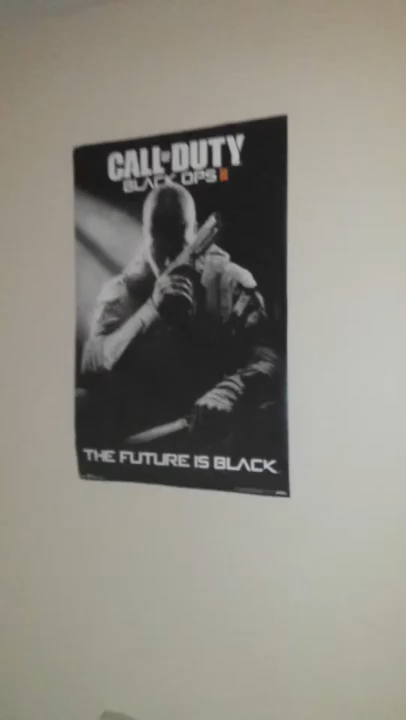 CALL OF DUTY
BLACK OPS II
THE FUTURE IS BLACK